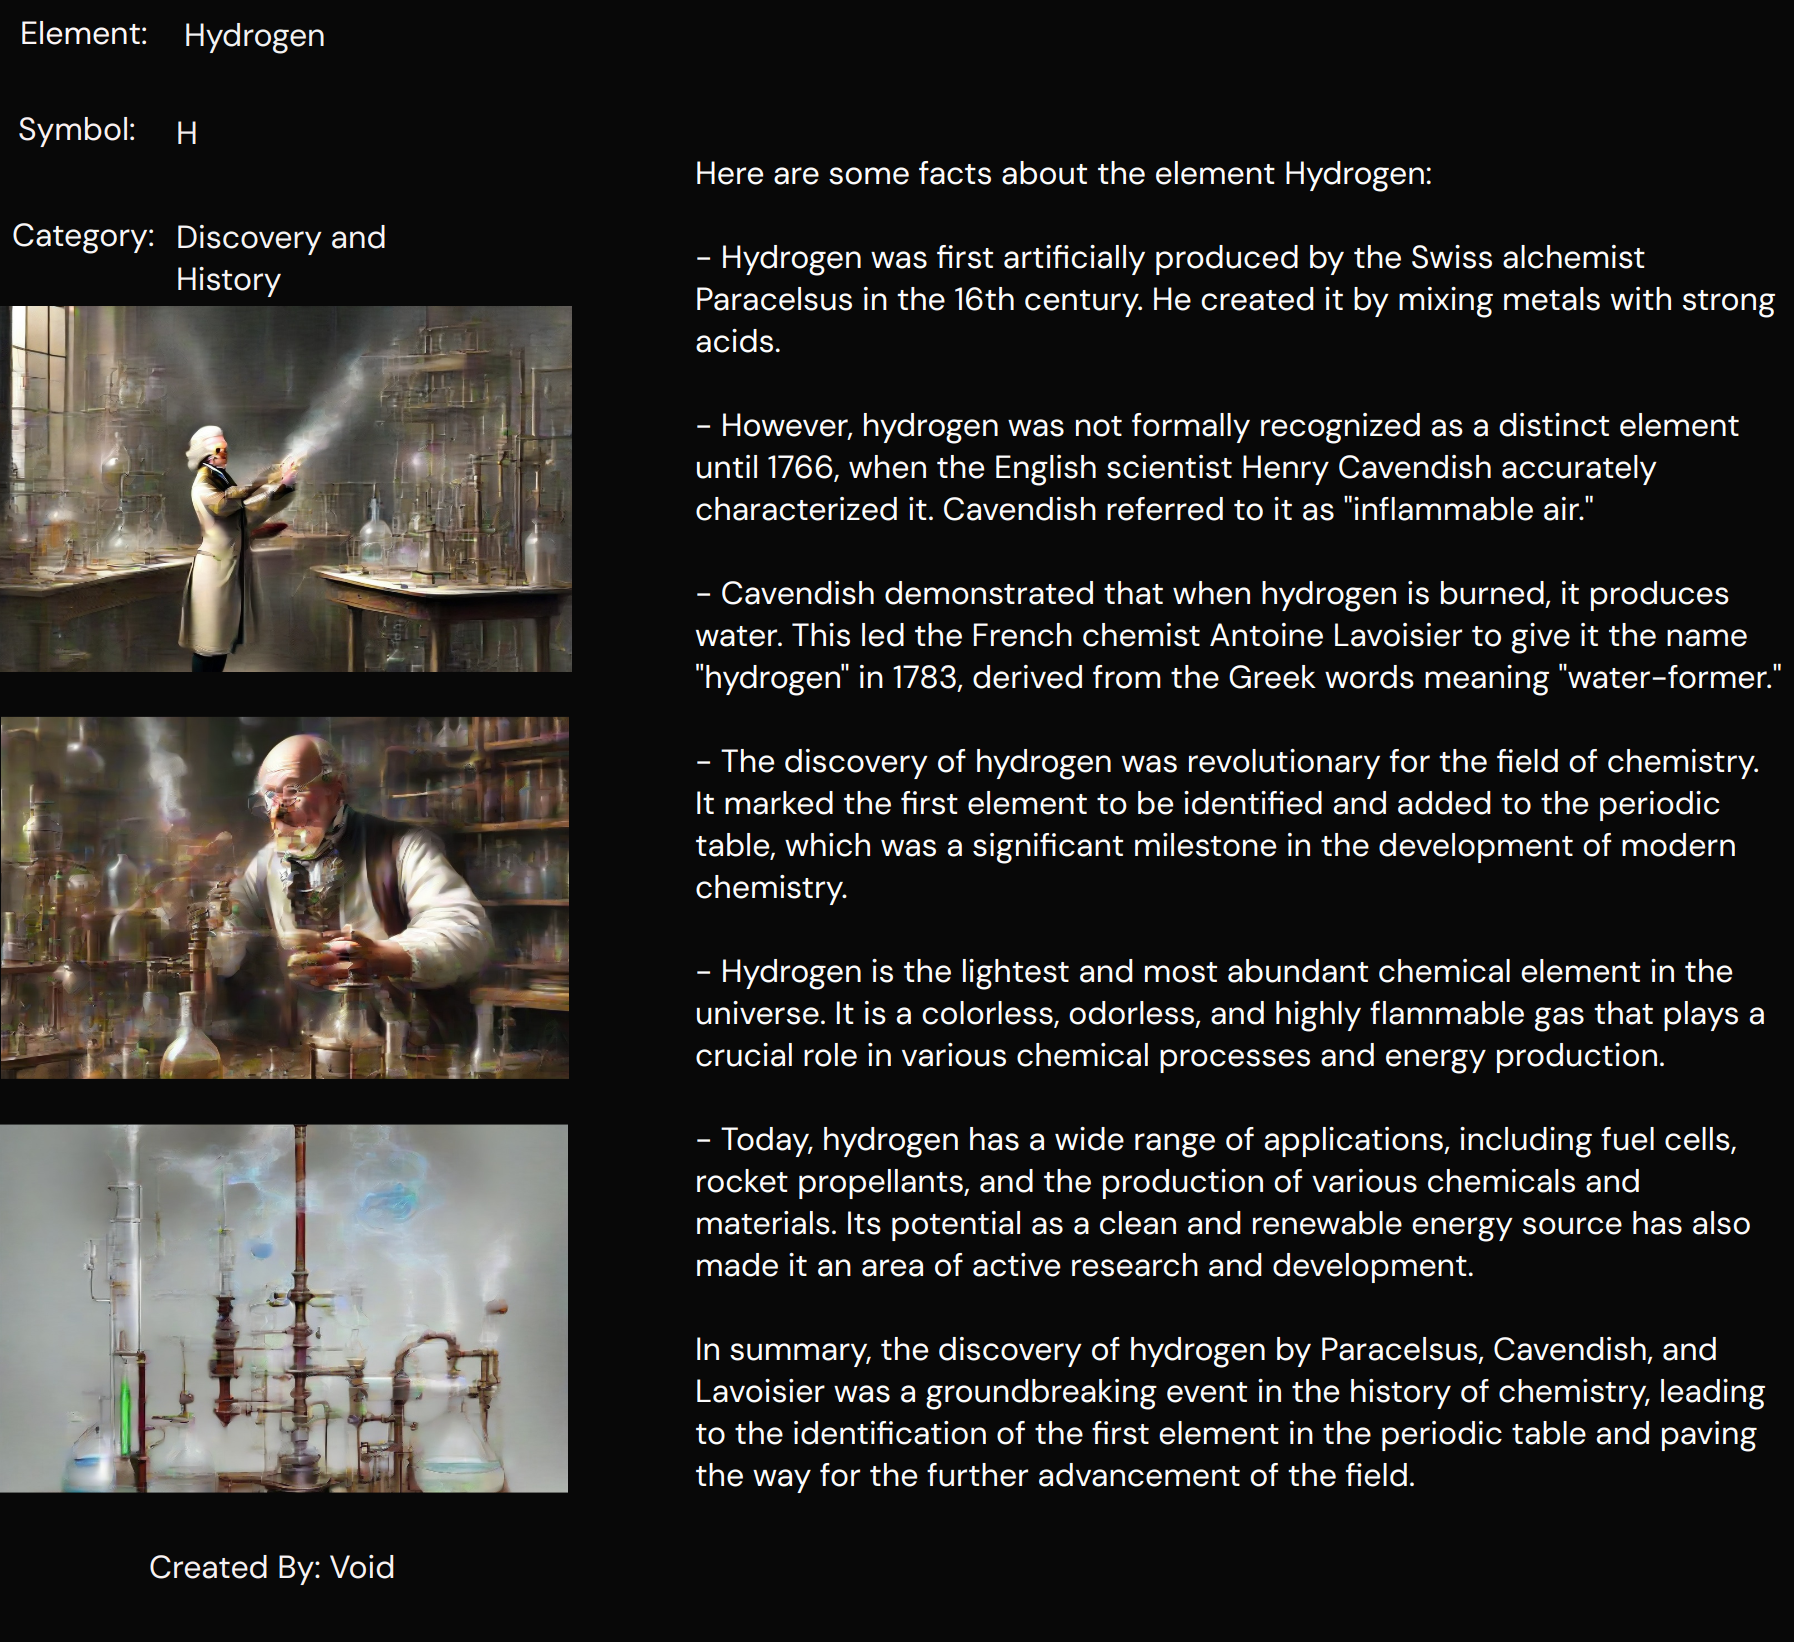 Element: Hydrogen
Symbol: H
Category: Discovery and
History
Here are some facts about the element Hydrogen:
- Hydrogen was first artificially produced by the Swiss alchemist
Paracelsus in the 16th century. He created it by mixing metals with strong
acids.
- However, hydrogen was not formally recognized as a distinct element
until 1766, when the English scientist Henry Cavendish accurately
characterized it. Cavendish referred to it as "inflammable air."
- Cavendish demonstrated that when hydrogen is burned, it produces
water. This led the French chemist Antoine Lavoisier to give it the name
"hydrogen" in 1783, derived from the Greek words meaning "water-former."
- The discovery of hydrogen was revolutionary for the field of chemistry.
It marked the first element to be identified and added to the periodic
table, which was a significant milestone in the development of modern
chemistry.
- Hydrogen is the lightest and most abundant chemical element in the
universe. It is a colorless, odorless, and highly flammable gas that plays a
crucial role in various chemical processes and energy production.
- Today, hydrogen has a wide range of applications, including fuel cells,
rocket propellants, and the production of various chemicals and
materials. Its potential as a clean and renewable energy source has also
made it an area of active research and development.
In summary, the discovery of hydrogen by Paracelsus, Cavendish, and
Lavoisier was a groundbreaking event in the history of chemistry, leading
to the identification of the first element in the periodic table and paving
the way for the further advancement of the field.
Created By: Void